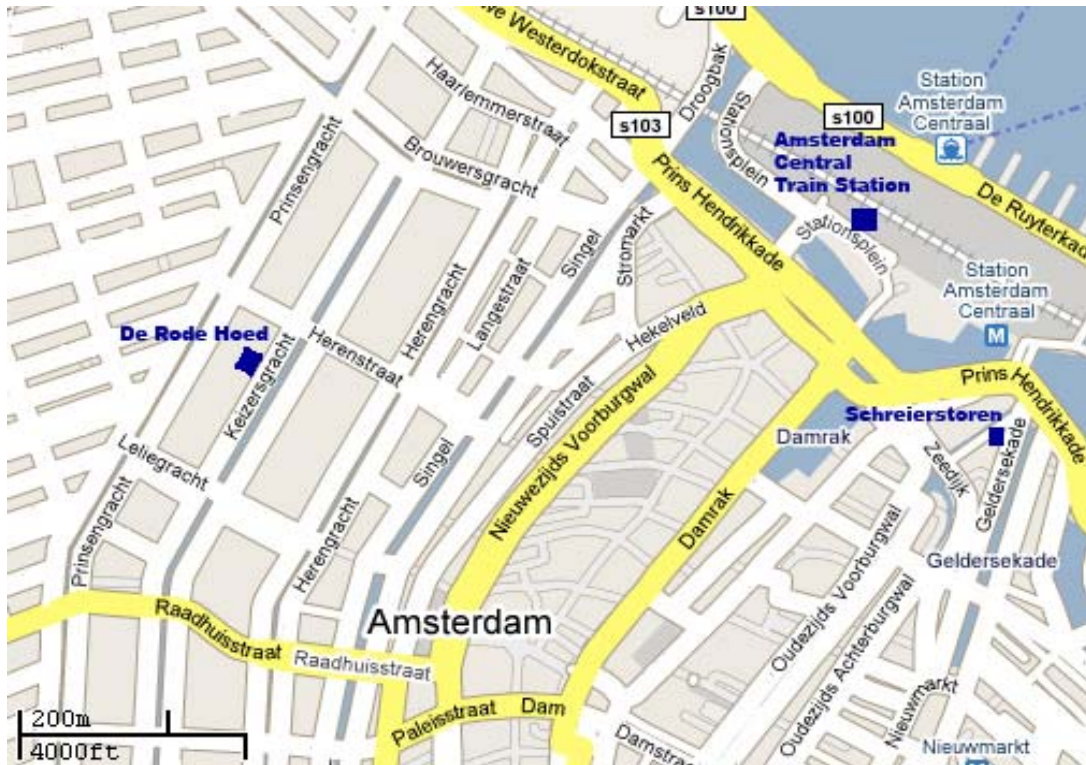 s100
we Westerdokstraat
Droogbak
Haarlemmerstraat
Station
Amsterdam
Centraal
Stationsplein
s103
s100
Amsterdam
Central
Train Station
Brouwersgracht
Prinsengracht
Prins Hendrikkade
De Ruyterkad
Stationsplein
Singel
Stromarkt
Station
Amsterdam
Centraal
M
Herengracht
Langestraat
Hekelveld
De Rode Hoed
Herenstraat
Keizersgracht
Prins Hendrikkade
Spuistraat
Nieuwezijds Voorburgwal
Schreierstoren
Damrak
Zeedijk
Geldersekade
Leliegracht
Singel
Damrak
Prinsengracht
Herengracht
Oudezijds Voorburgwal
Geldersekade
Oudezijds Achterburgwal
Amsterdam
Raadhuisstraat
Raadhuisstraat
Nieuwmarkt
Paleisstraat
Dam
Damstraat
200m
4000ft
Nieuwmarkt